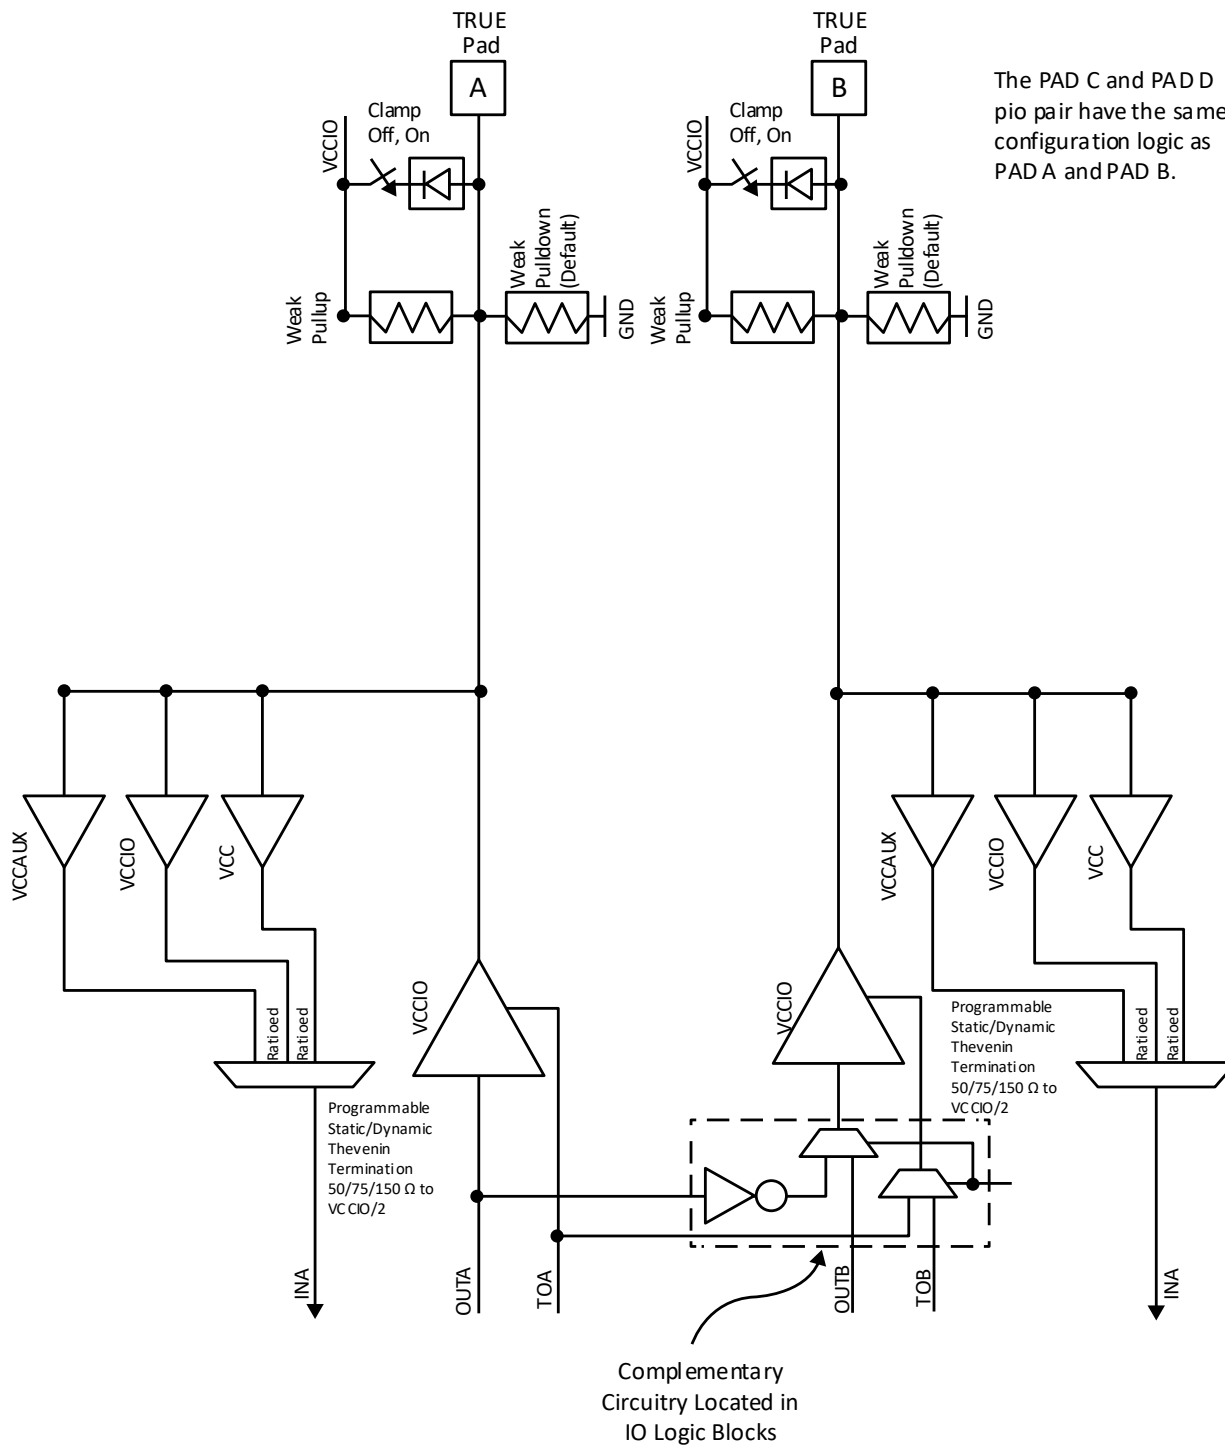 TRUE
Pad
A
TRUE
Pad
B
The PAD C and PAD D
pio pair have the same
configuration logic as
PAD A and PAD B.
Clamp
Off, On
VCCIO
Weak
Pullup
Weak
Pulldown
(Default)
GND
Clamp
Off, On
VCCIO
Weak
Pullup
Weak
Pulldown
(Default)
GND
VCCAUX
VCCIO
VCC
VCCAUX
VCCIO
VCC
VCCIO
VCCIO
Ratioed
Ratioed
Ratioed
Ratioed
Programmable
Static/Dynamic
Thevenin
Termination
50/75/150 Ω to
VCCIO/2
Programmable
Static/Dynamic
Thevenin
Termination
50/75/150 Ω to
VCCIO/2
INA
OUTA
TOA
OUTB
TOB
INA
Complementary
Circuitry Located in
IO Logic Blocks